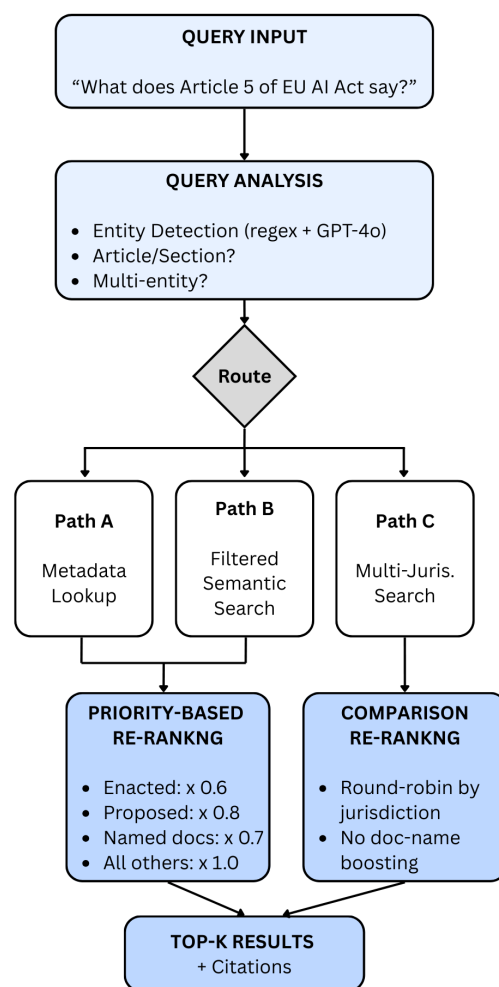 QUERY INPUT
“What does Article 5 of EU AI Act say?”
QUERY ANALYSIS
• Entity Detection (regex + GPT-4o)
• Article/Section?
• Multi-entity?
Route
Path A
Metadata
Lookup
Path B
Filtered
Semantic
Search
Path C
Multi-Juris.
Search
PRIORITY-BASED
RE-RANKNG
• Enacted: x 0.6
• Proposed: x 0.8
• Named docs: x 0.7
• All others: x 1.0
COMPARISON
RE-RANKNG
• Round-robin by
jurisdiction
• No doc-name
boosting
TOP-K RESULTS
+ Citations